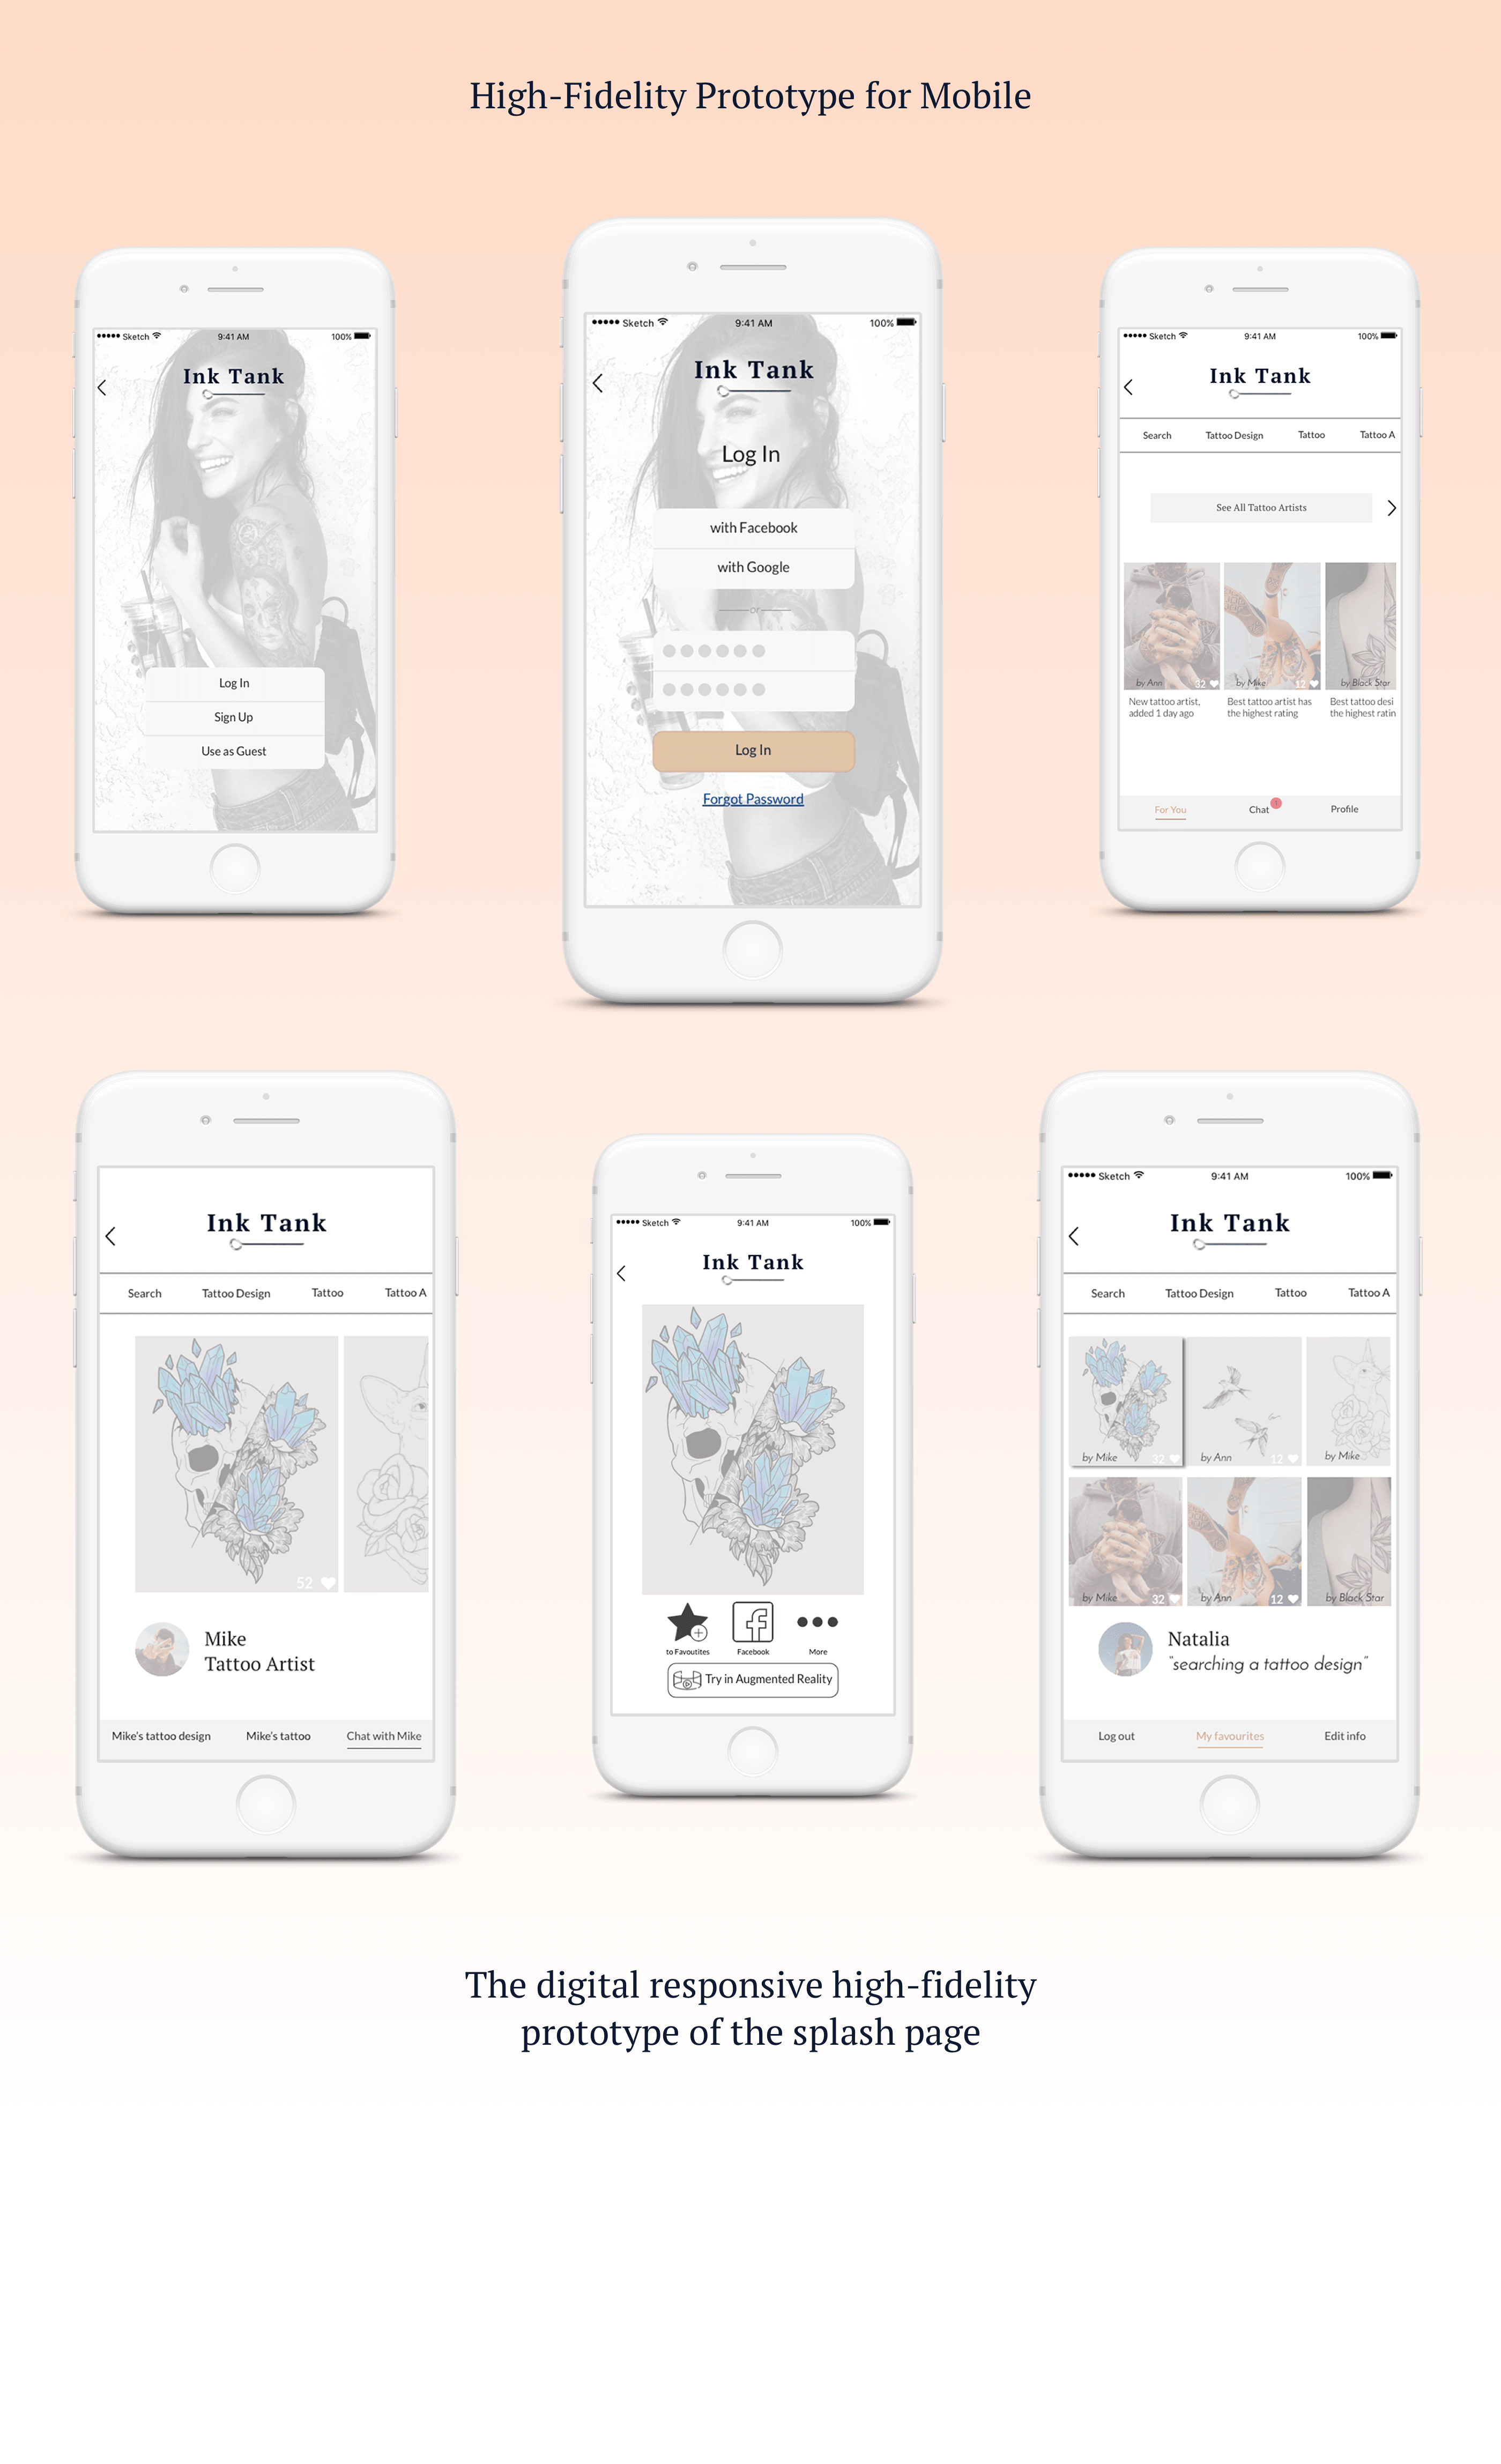 High-Fidelity Prototype for Mobile
Sketch 9:41 AM 100%
Ink Tank
Log In
Sign Up
Use as Guest
Sketch 9:41 AM 100%
Ink Tank
Log In
with Facebook
with Google
or
Log In
Forgot Password
Sketch 9:41 AM 100%
Ink Tank
Search Tattoo Design Tattoo Tattoo A
See All Tattoo Artists
by Ann 32 by Mike 12 by Black Star
New tattoo artist, Best tattoo artist has Best tattoo desi
added 1 day ago the highest rating the highest ratin
For You Chat 1 Profile
Ink Tank
Search Tattoo Design Tattoo Tattoo A
52
Mike
Tattoo Artist
Mike's tattoo design Mike's tattoo Chat with Mike
Sketch 9:41 AM 100%
Ink Tank
to Favoutites Facebook More
Try in Augmented Reality
Sketch 9:41 AM 100%
Ink Tank
Search Tattoo Design Tattoo Tattoo A
by Mike 32 by Ann 12 by Mike
by Mike 32 by Ann 12 by Black Star
Natalia
"searching a tattoo design"
Log out My favourites Edit info
The digital responsive high-fidelity
prototype of the splash page